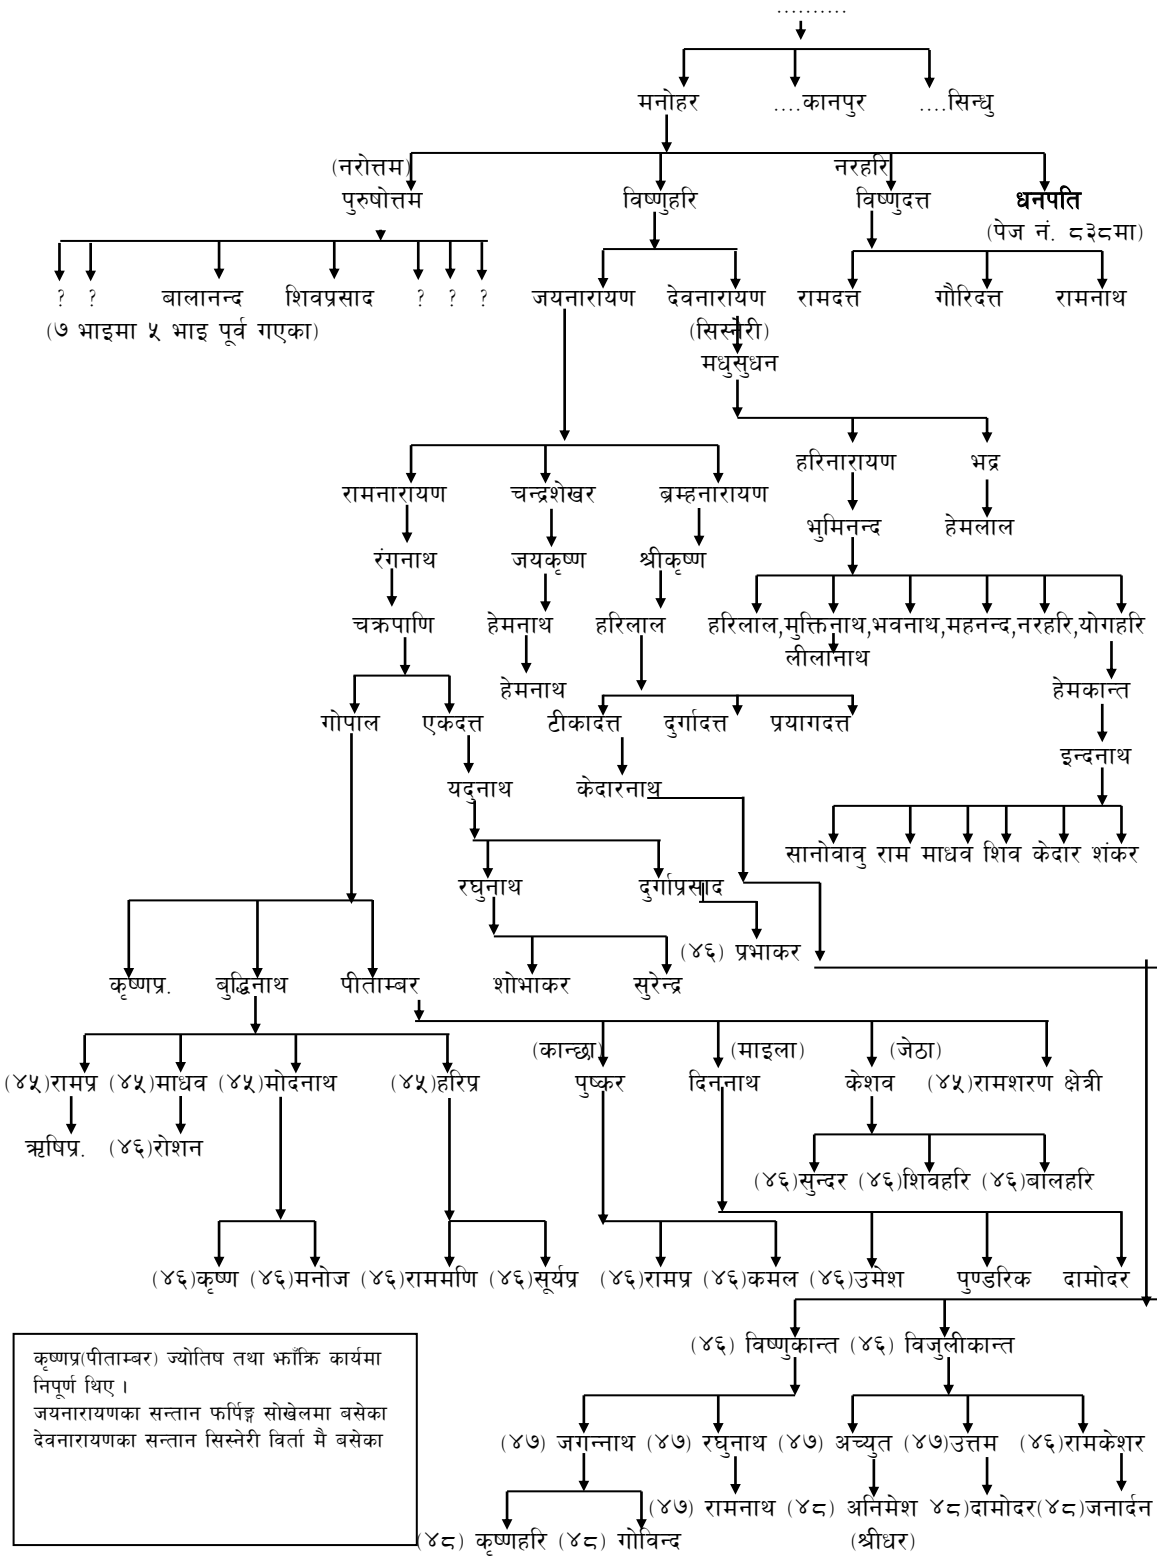 ..........
मनोहर ....कानपुर ....सिन्धु
(नरोत्तम) नरहरि
पुरुषोत्तम विष्णुहरि विष्णुदत्त धनपति
(पेज नं. ८३८मा)
? ? बालानन्द शिवप्रसाद ? ? ? जयनारायण देवनारायण रामदत्त गौरिदत्त रामनाथ
(७ भाइमा ५ भाइ पूर्व गएका) (सिस्नेरी)
मधुसुधन
हरिनारायण भद्र
रामनारायण चन्द्रशेखर ब्रम्हनारायण
भुमिनन्द हेमलाल
रंगनाथ जयकृष्ण श्रीकृष्ण
चक्रपाणि हेमनाथ हरिलाल हरिलाल,मुक्तिनाथ,भवनाथ,महनन्द,नरहरि,योगहरि
लीलानाथ
हेमनाथ हेमकान्त
गोपाल एकदत्त टीकादत्त दुर्गादत्त प्रयागदत्त
इन्दनाथ
यदुनाथ केदारनाथ
सानोवावु राम माधव शिव केदार शंकर
रघुनाथ दुर्गाप्रसाद
(४६) प्रभाकर
कृष्णप्र. बुद्धिनाथ पीताम्बर शोभाकर सुरेन्द्र
(कान्छा) (माइला) (जेठा)
(४५)रामप्र (४५)माधव (४५)मोदनाथ (४५)हरिप्र पुष्कर दिननाथ केशव (४५)रामशरण क्षेत्री
ऋषिप्र. (४६)रोशन
(४६)सुन्दर (४६)शिवहरि (४६)बालहरि
(४६)कृष्ण (४६)मनोज (४६)राममणि (४६)सूर्यप्र (४६)रामप्र (४६)कमल (४६)उमेश पुण्डरिक दामोदर
(४६) विष्णुकान्त (४६) विजुलीकान्त
कृष्णप्र(पीताम्बर) ज्योतिष तथा झाँक्रि कार्यमा
निपूर्ण थिए ।
जयनारायणका सन्तान फर्पिङ्ग सोखेलमा बसेका
देवनारायणका सन्तान सिस्नेरी विर्ता मै बसेका
(४७) जगन्नाथ (४७) रघुनाथ (४७) अच्युत (४७)उत्तम (४६)रामकेशर
(४७) रामनाथ (४८) अनिमेश ४८)दामोदर(४८)जनार्दन
(४८) कृष्णहरि (४८) गोविन्द (श्रीधर)